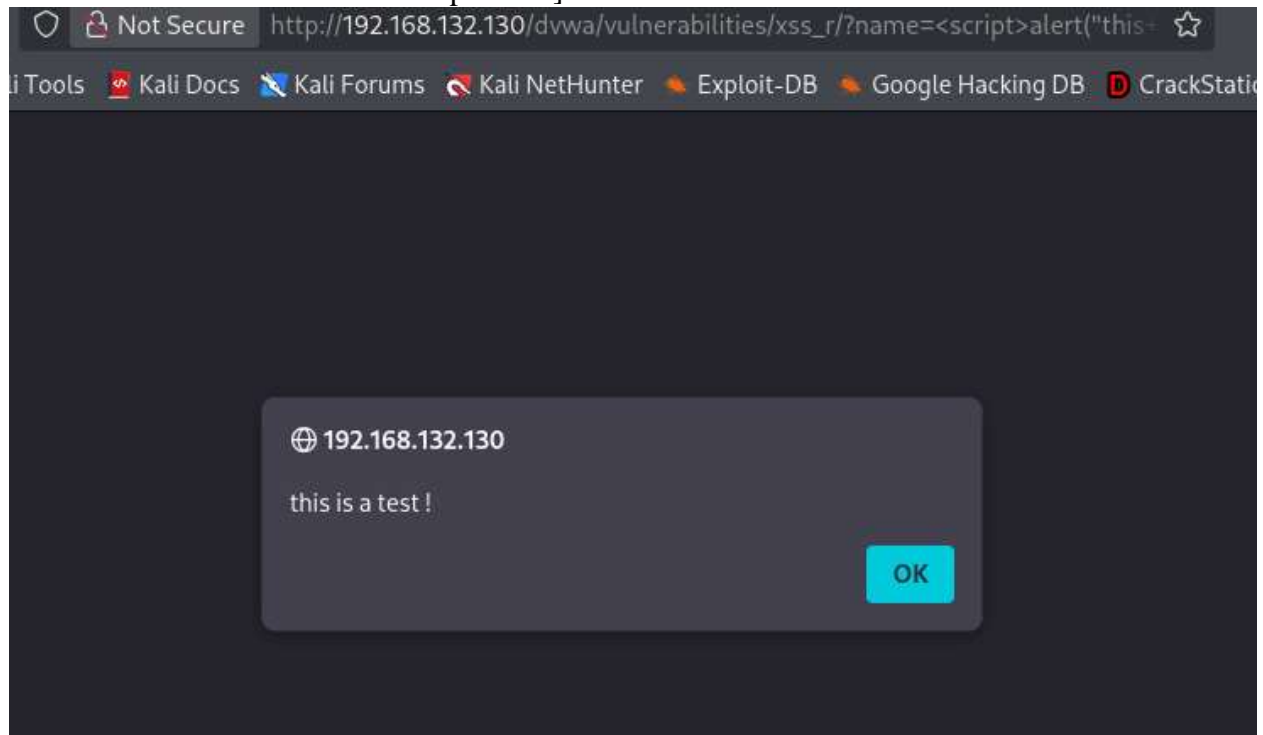 Not Secure http://192.168.132.130/dvwa/vulnerabilities/xss_r/?name=<script>alert("this+
li Tools Kali Docs Kali Forums Kali NetHunter Exploit-DB Google Hacking DB CrackStatio
192.168.132.130
this is a test !
OK